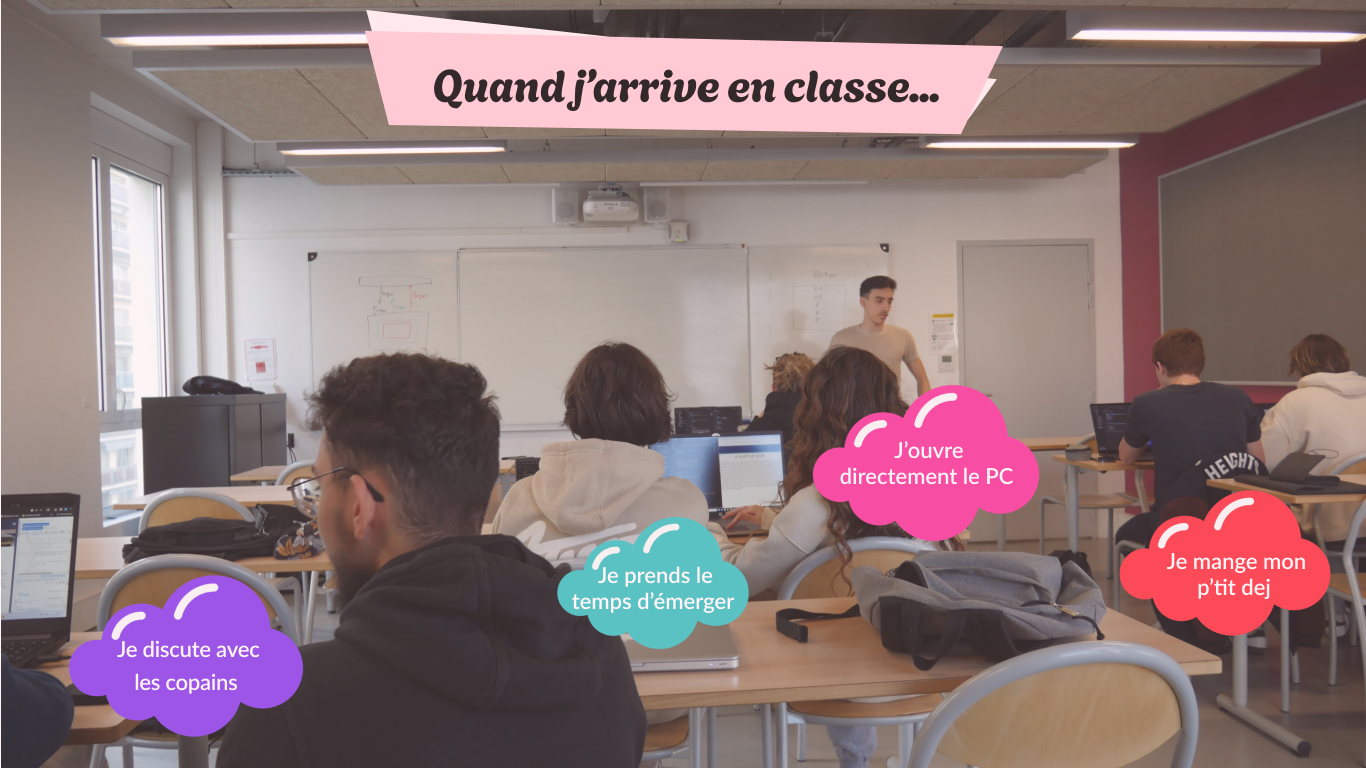 Quand j'arrive en classe...
J'ouvre
directement le PC
HEIGHTS
Je mange mon
p'tit dej
Je prends le
temps d'émerger
Je discute avec
les copains